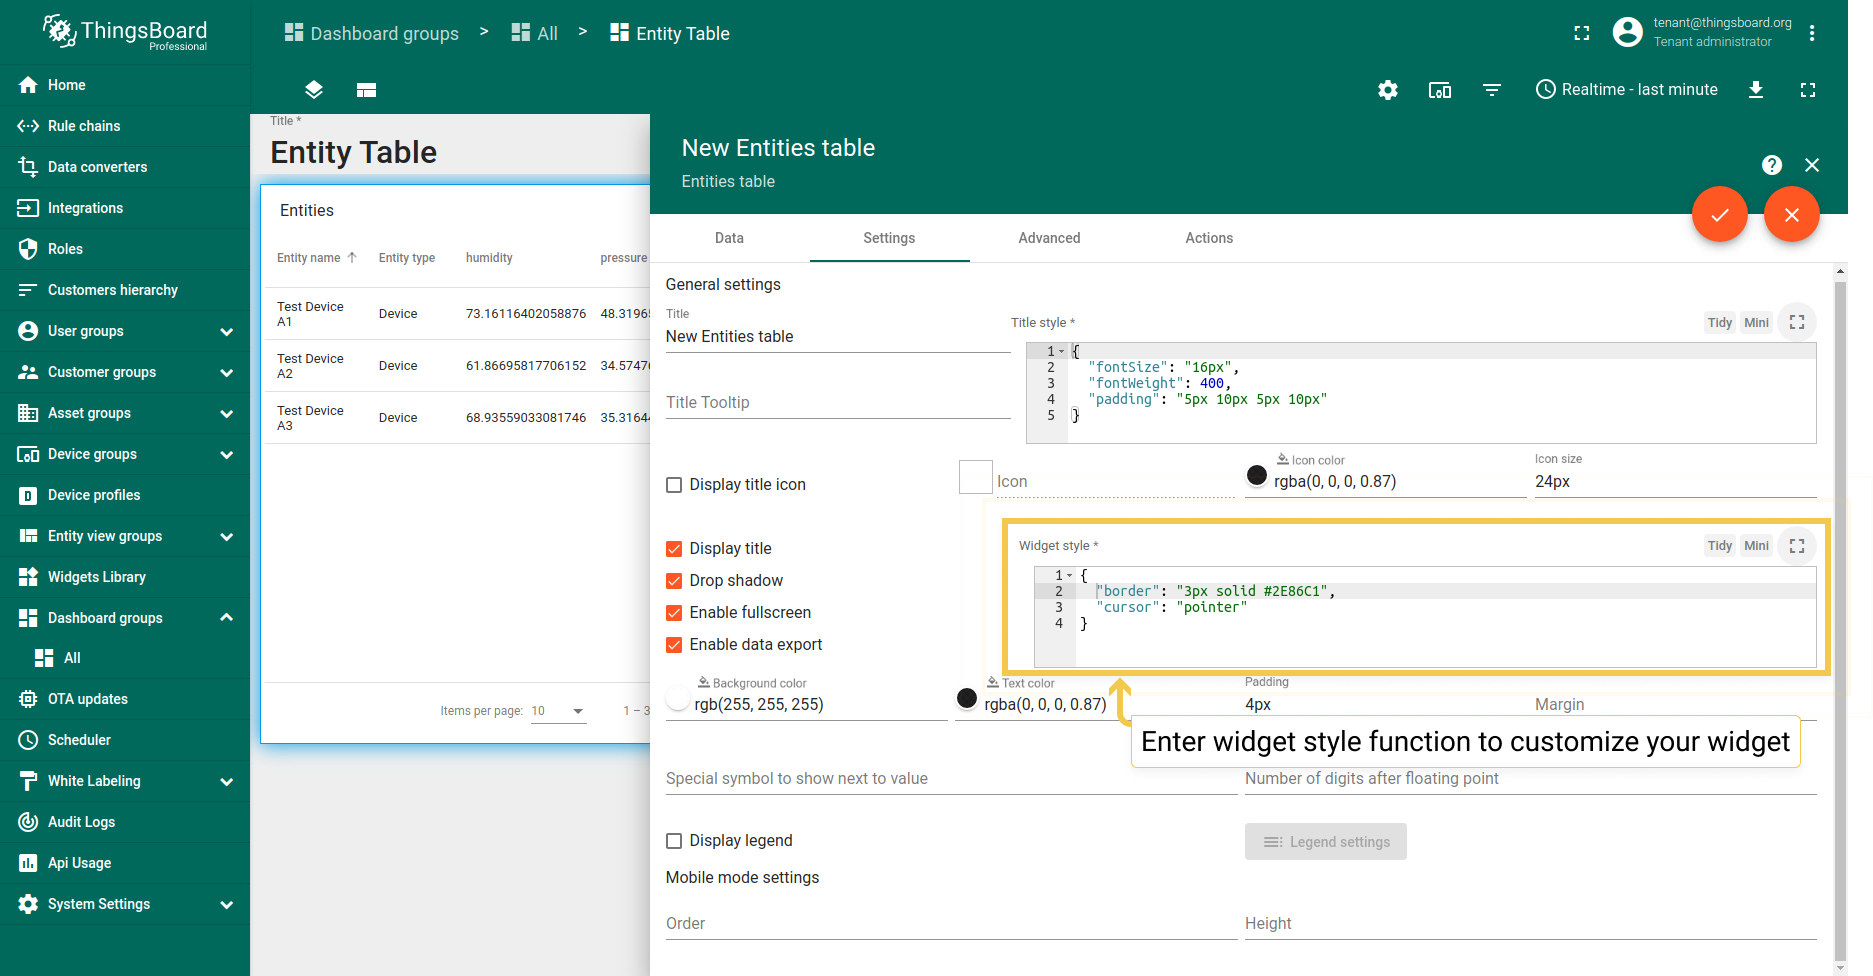 ThingsBoard
Professional
Dashboard groups > All > Entity Table
tenant@thingsboard.org
Tenant administrator
Realtime - last minute
Home
Rule chains
Data converters
Integrations
Roles
Customers hierarchy
User groups
Customer groups
Asset groups
Device groups
Device profiles
Entity view groups
Widgets Library
Dashboard groups
All
OTA updates
Scheduler
White Labeling
Audit Logs
Api Usage
System Settings
Title *
Entity Table
Entities
Entity name Entity type humidity pressure
Test Device A1 Device 73.16116402058876 48.3196
Test Device A2 Device 61.86695817706152 34.5747
Test Device A3 Device 68.93559033081746 35.3164
Items per page: 10 1 – 3
New Entities table
Entities table
Data Settings Advanced Actions
General settings
Title
New Entities table
Title Tooltip
Title style *
Tidy Mini
1 {
2 "fontSize": "16px",
3 "fontWeight": 400,
4 "padding": "5px 10px 5px 10px"
5 }
Display title icon
Icon
Icon color
rgba(0, 0, 0, 0.87)
Icon size
24px
Display title
Drop shadow
Enable fullscreen
Enable data export
Widget style *
Tidy Mini
1 {
2 "border": "3px solid #2E86C1",
3 "cursor": "pointer"
4 }
Background color
rgb(255, 255, 255)
Text color
rgba(0, 0, 0, 0.87)
Padding
4px
Margin
Enter widget style function to customize your widget
Special symbol to show next to value
Number of digits after floating point
Display legend
Legend settings
Mobile mode settings
Order
Height